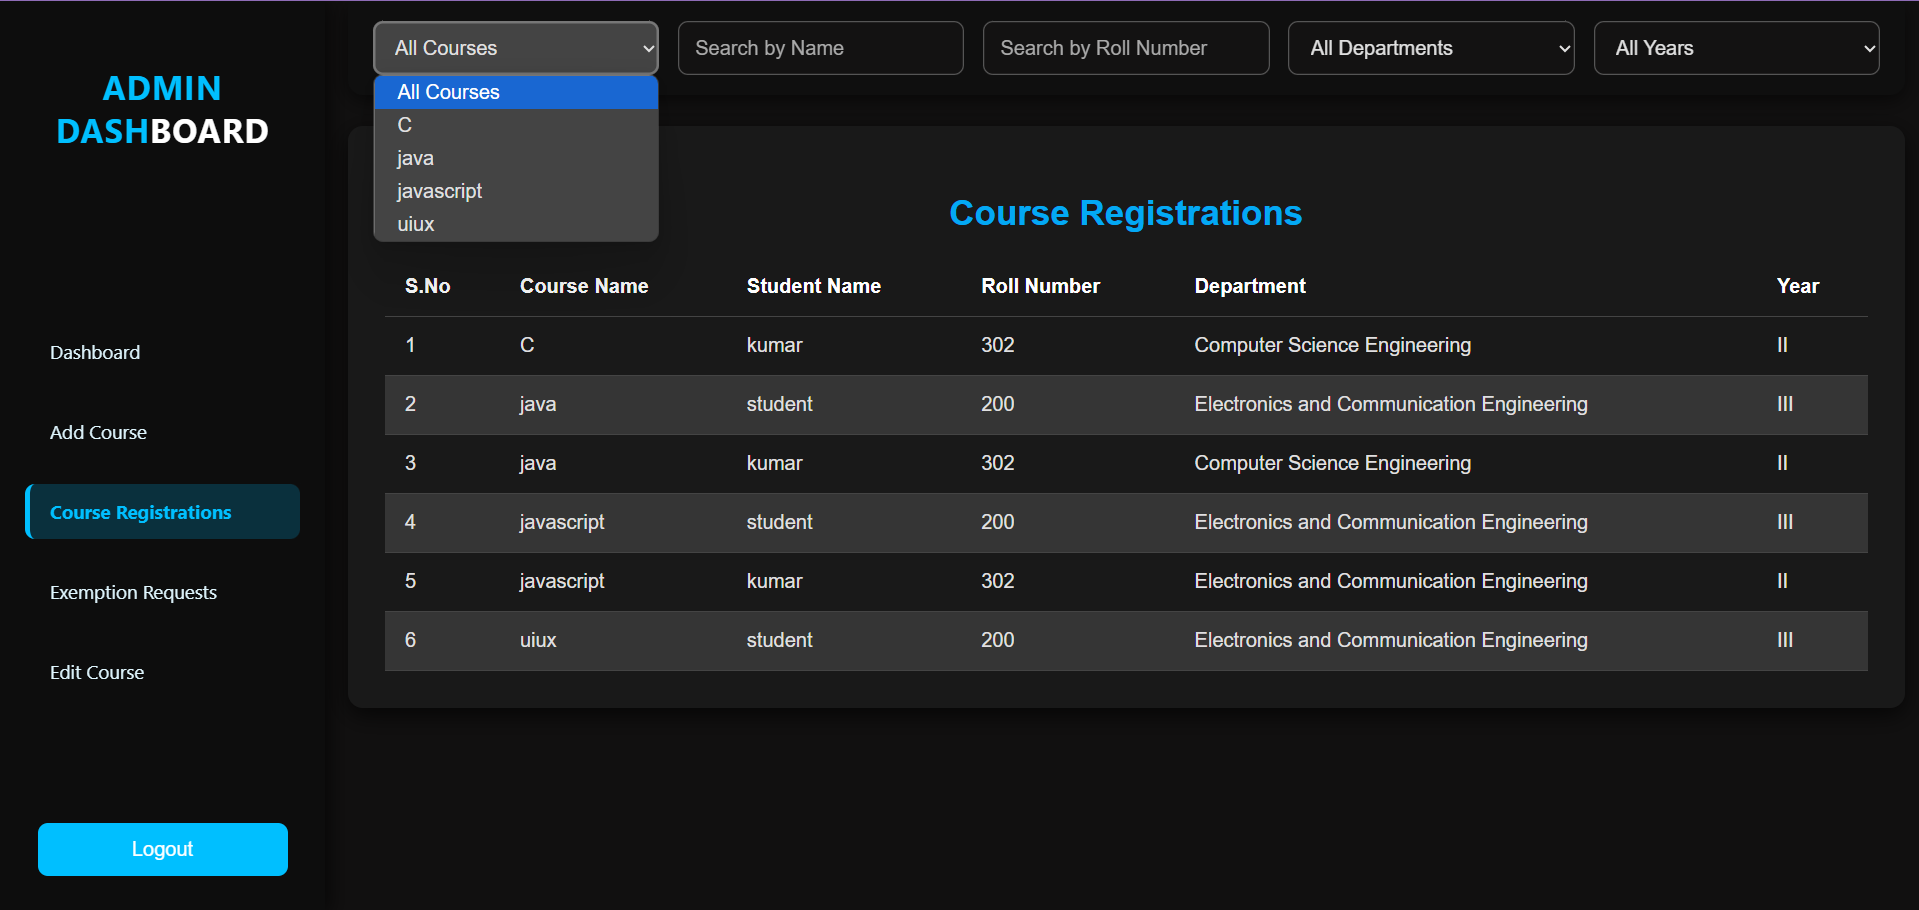 ADMIN
DASHBOARD
Dashboard
Add Course
Course Registrations
Exemption Requests
Edit Course
Logout
All Courses Search by Name Search by Roll Number All Departments All Years
All Courses
C
java
javascript
uiux
Course Registrations
S.No Course Name Student Name Roll Number Department Year
1 C kumar 302 Computer Science Engineering II
2 java student 200 Electronics and Communication Engineering III
3 java kumar 302 Computer Science Engineering II
4 javascript student 200 Electronics and Communication Engineering III
5 javascript kumar 302 Electronics and Communication Engineering II
6 uiux student 200 Electronics and Communication Engineering III